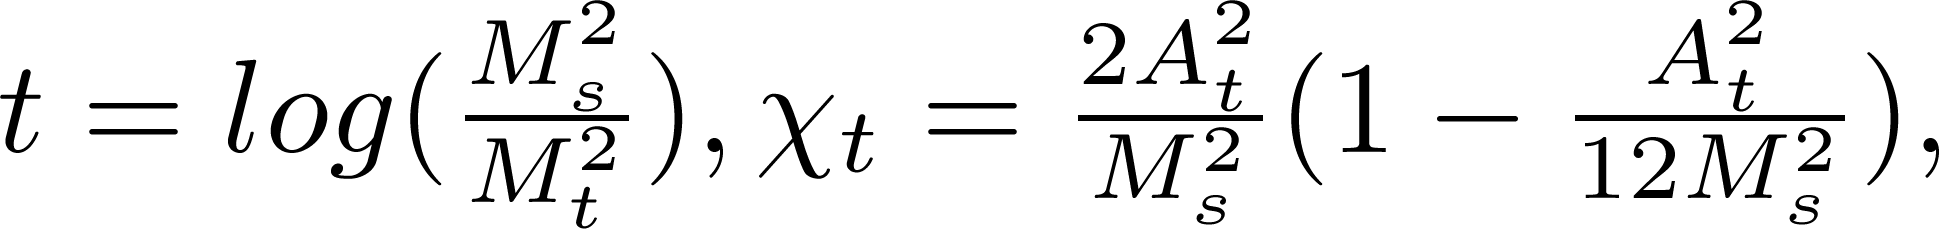 t = log(\frac{M_s^2}{M_t^2}), \chi_t = \frac{2A_t^2}{M_s^2}(1 - \frac{A_t^2}{12M_s^2}),